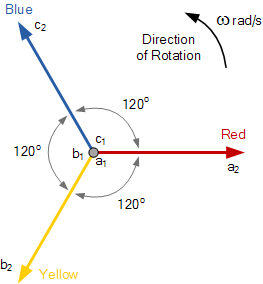 Blue
c2
ω rad/s
Direction
of Rotation
120°
Red
120°
b1
c1
a1
a2
120°
b2
Yellow